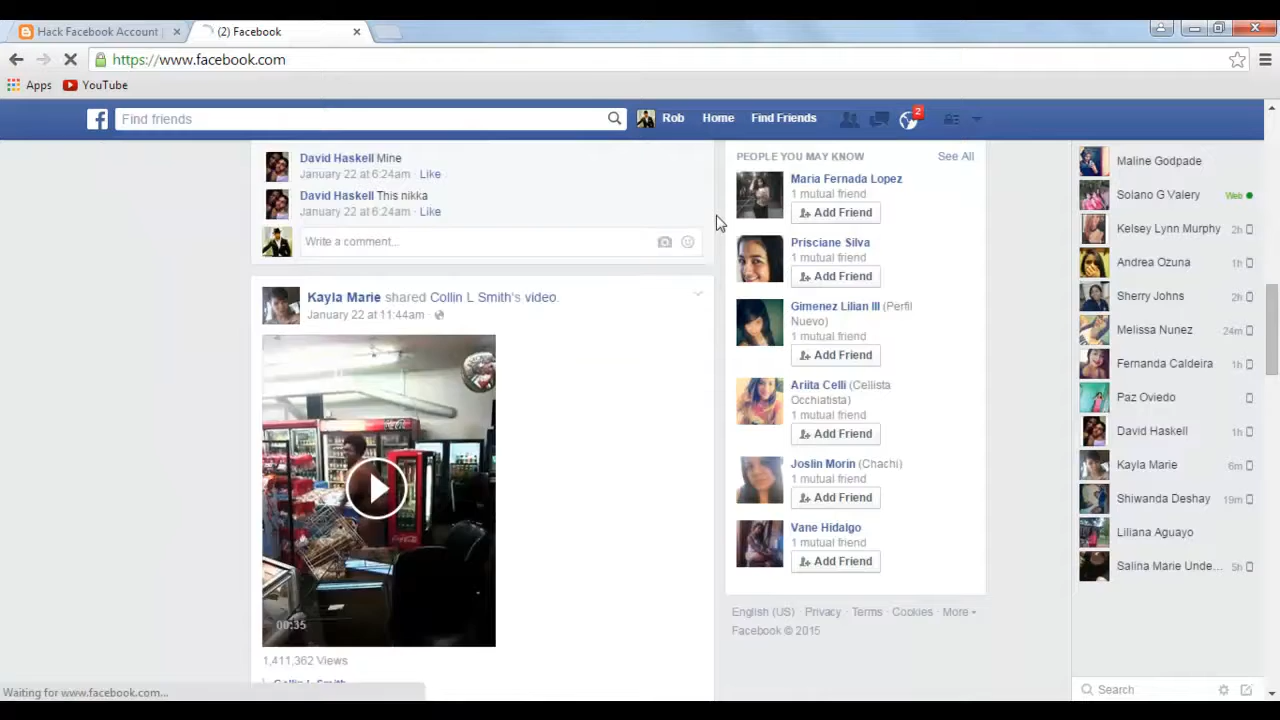 Hack Facebook Account
(2) Facebook
https://www.facebook.com
Apps YouTube
Find friends
Rob Home Find Friends 2
David Haskell Mine
January 22 at 6:24am · Like
David Haskell This nikka
January 22 at 6:24am · Like
Write a comment...
Kayla Marie shared Collin L Smith's video.
January 22 at 11:44am ·
00:35
1,411,362 Views
Collin L Smith
PEOPLE YOU MAY KNOW See All
Maria Fernada Lopez
1 mutual friend
Add Friend
Prisciane Silva
1 mutual friend
Add Friend
Gimenez Lilian III (Perfil
Nuevo)
1 mutual friend
Add Friend
Ariita Celli (Cellista
Occhiatista)
1 mutual friend
Add Friend
Joslin Morin (Chachi)
1 mutual friend
Add Friend
Vane Hidalgo
1 mutual friend
Add Friend
English (US) · Privacy · Terms · Cookies · More
Facebook © 2015
Maline Godpade
Solano G Valery Web
Kelsey Lynn Murphy 2h
Andrea Ozuna 1h
Sherry Johns 2h
Melissa Nunez 24m
Fernanda Caldeira 1h
Paz Oviedo
David Haskell 1h
Kayla Marie 6m
Shiwanda Deshay 19m
Liliana Aguayo
Salina Marie Unde... 5h
Search
Waiting for www.facebook.com...